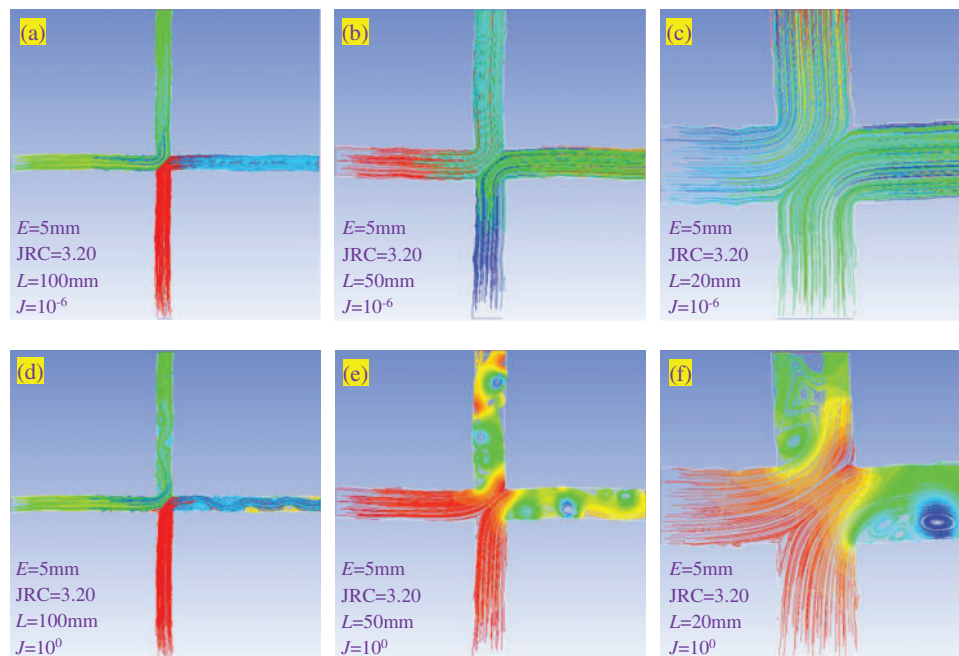 (a)
E=5mm
JRC=3.20
L=100mm
J=10⁻⁶
(b)
E=5mm
JRC=3.20
L=50mm
J=10⁻⁶
(c)
E=5mm
JRC=3.20
L=20mm
J=10⁻⁶
(d)
E=5mm
JRC=3.20
L=100mm
J=10⁰
(e)
E=5mm
JRC=3.20
L=50mm
J=10⁰
(f)
E=5mm
JRC=3.20
L=20mm
J=10⁰